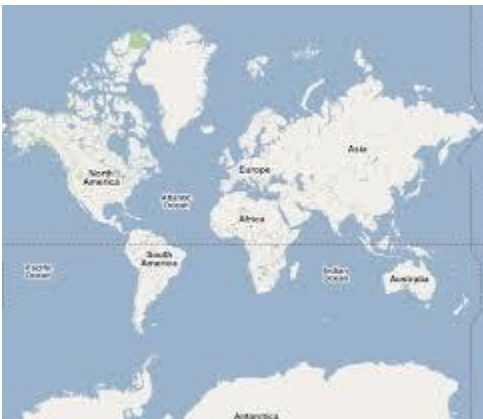 Asia
Europe
North
America
Atlantic
Ocean
Africa
South
America
Pacific
Ocean
Indian
Ocean
Australia
Antarctica